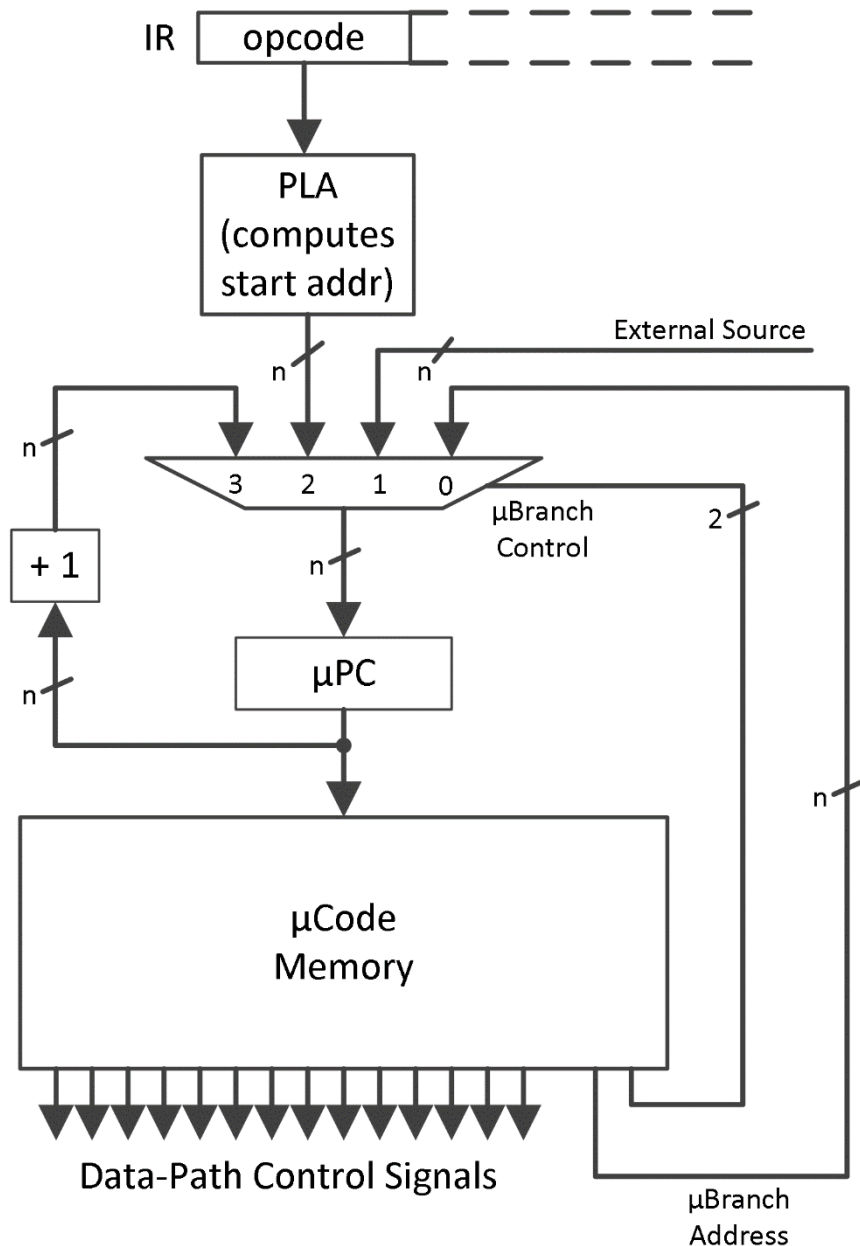 IR opcode
PLA
(computes
start addr)
External Source
n n
n
3 2 1 0
μBranch
Control
2
n
+ 1
μPC
n
n
μCode
Memory
Data-Path Control Signals
μBranch
Address